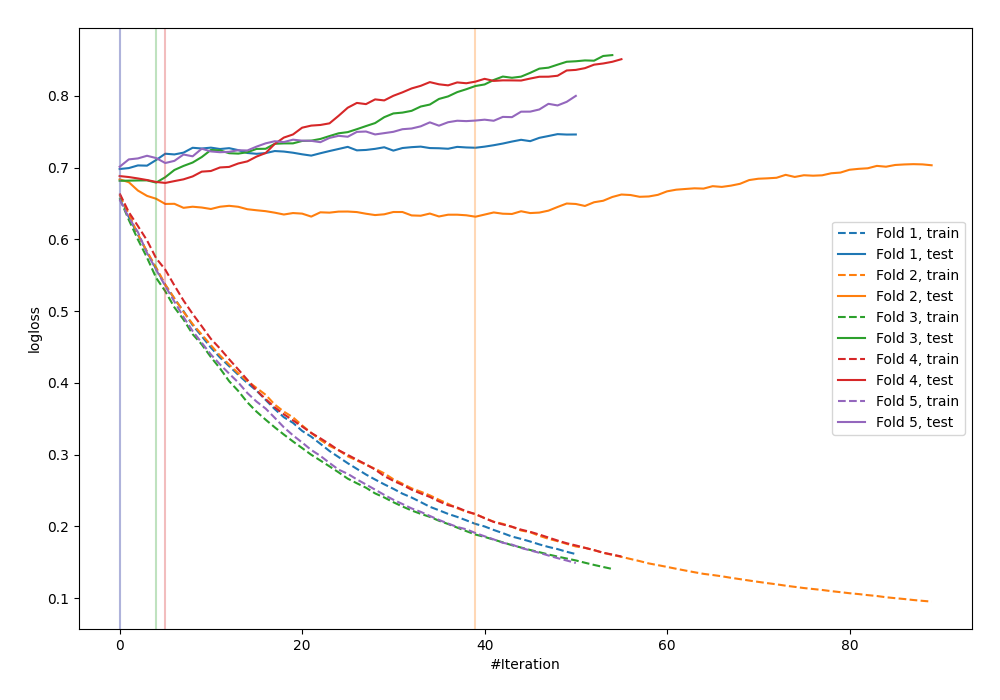 0.8
0.7
0.6
0.5
0.4
0.3
0.2
0.1
logloss
0
20
40
60
80
#Iteration
Fold 1, train
Fold 1, test
Fold 2, train
Fold 2, test
Fold 3, train
Fold 3, test
Fold 4, train
Fold 4, test
Fold 5, train
Fold 5, test